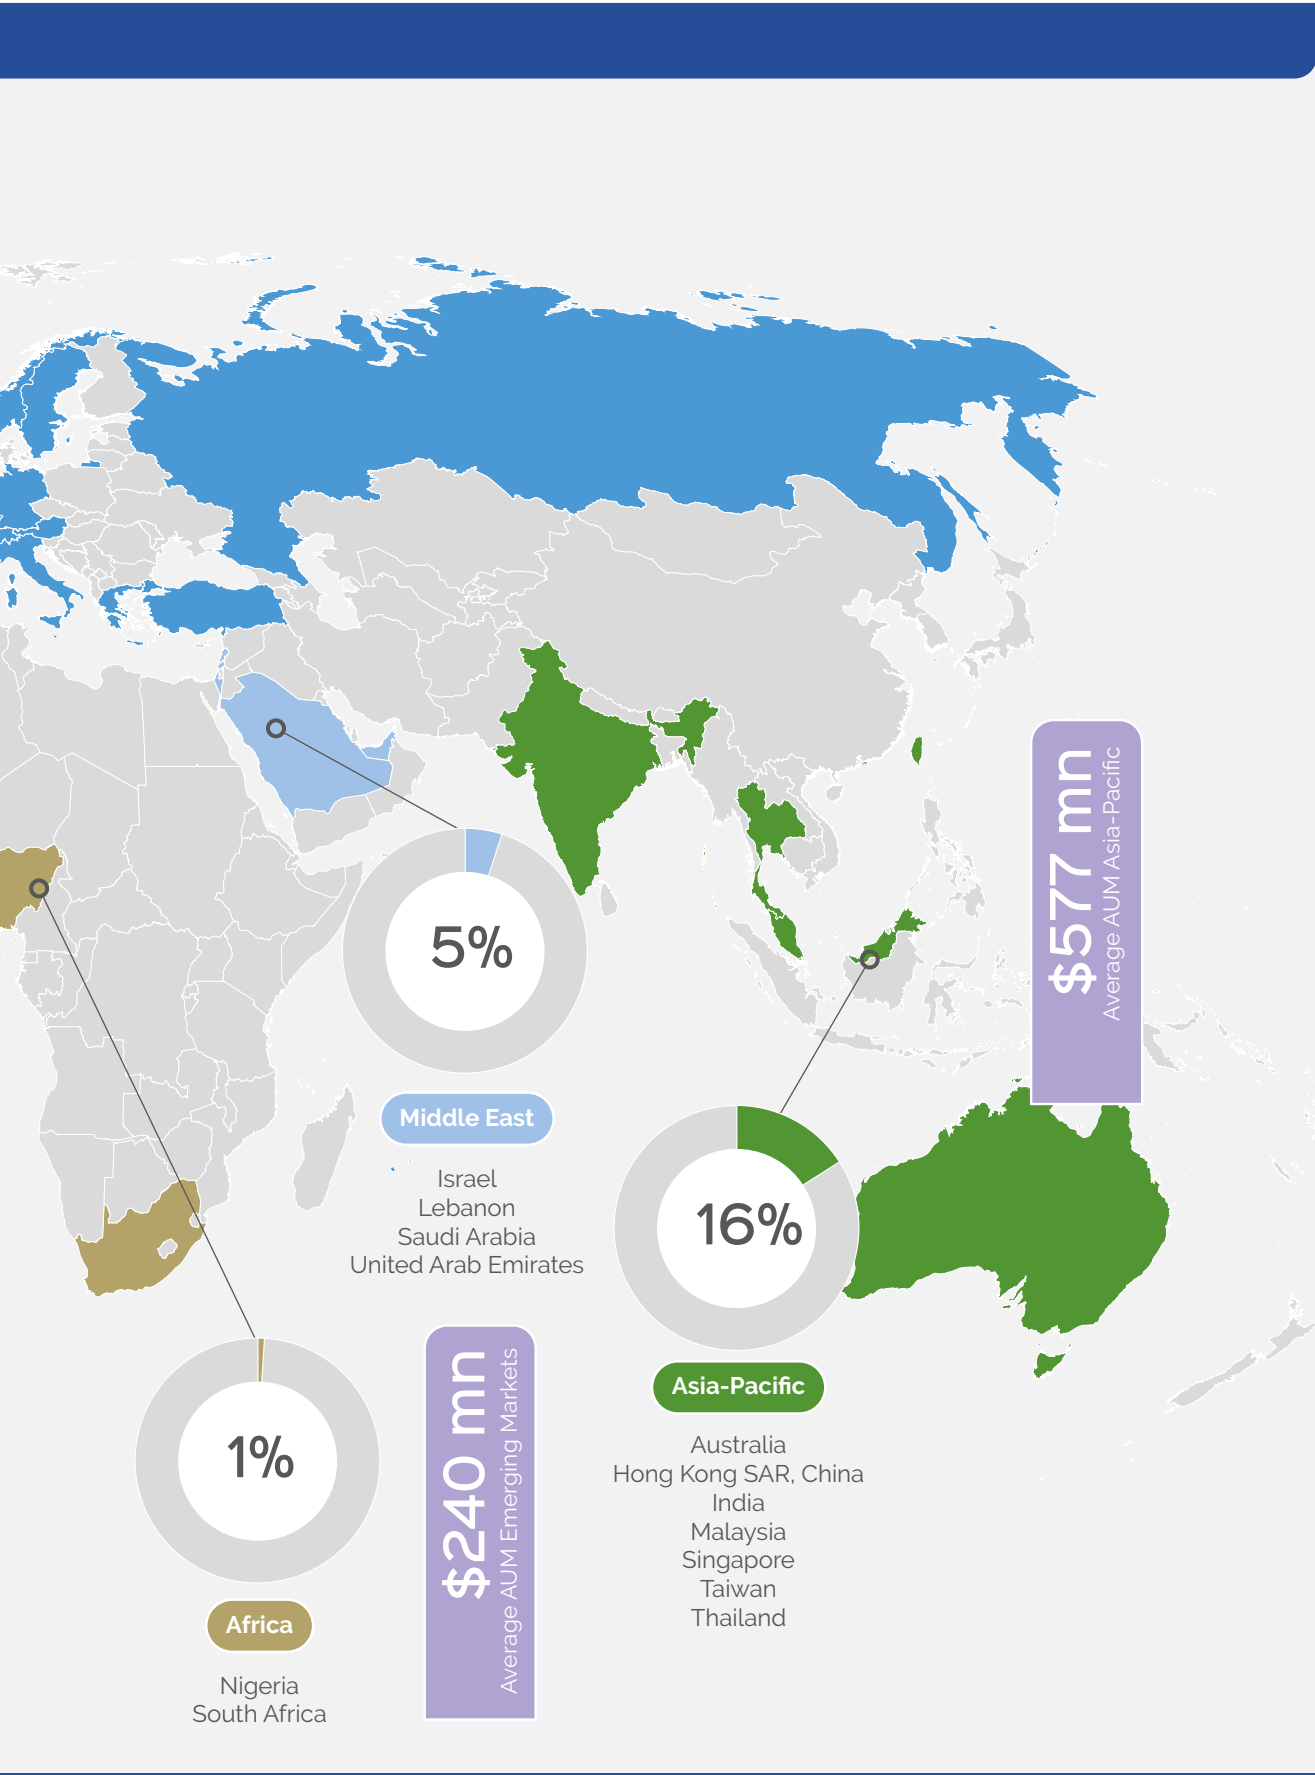 $577 mn
Average AUM Asia-Pacific
5%
Middle East
Israel
Lebanon
Saudi Arabia
United Arab Emirates
16%
Asia-Pacific
Australia
Hong Kong SAR, China
India
Malaysia
Singapore
Taiwan
Thailand
1%
Africa
Nigeria
South Africa
$240 mn
Average AUM Emerging Markets